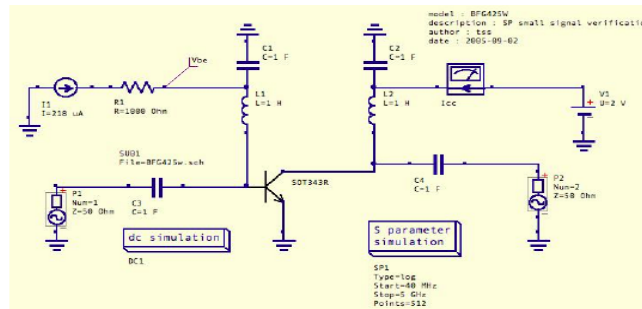 model : BFG425W
description : SP small signal verificatio
author : tss
date : 2005-09-02
C1
C=1 F
C2
C=1 F
Vbe
I1
I=218 uA
R1
R=1000 Ohm
L1
L=1 H
L2
L=1 H
Icc
V1
U=2 V
SUB1
File=BFG425w.sch
SOT343R
P1
Num=1
Z=50 Ohm
C3
C=1 F
C4
C=1 F
P2
Num=2
Z=50 Ohm
dc simulation
DC1
S parameter
simulation
SP1
Type=log
Start=40 MHz
Stop=5 GHz
Points=512